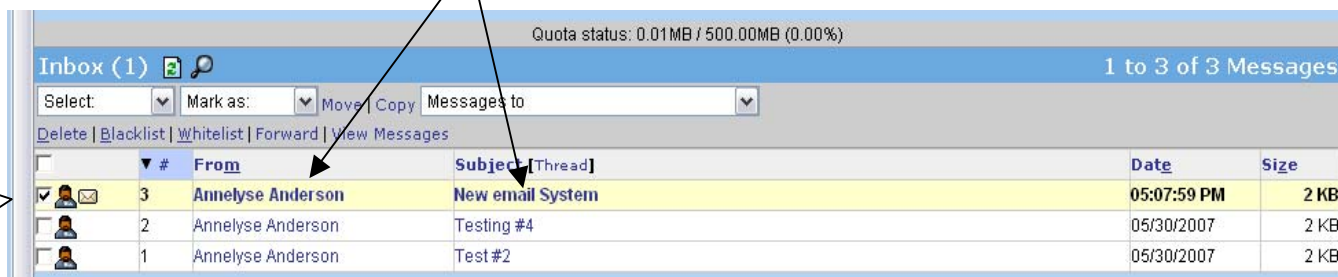 Quota status: 0.01MB / 500.00MB (0.00%)
Inbox (1) 1 to 3 of 3 Messages
Select: Mark as: Move | Copy Messages to
Delete | Blacklist | Whitelist | Forward | View Messages
# From Subject [Thread] Date Size
3 Annelyse Anderson New email System 05:07:59 PM 2 KB
2 Annelyse Anderson Testing #4 05/30/2007 2 KB
1 Annelyse Anderson Test #2 05/30/2007 2 KB